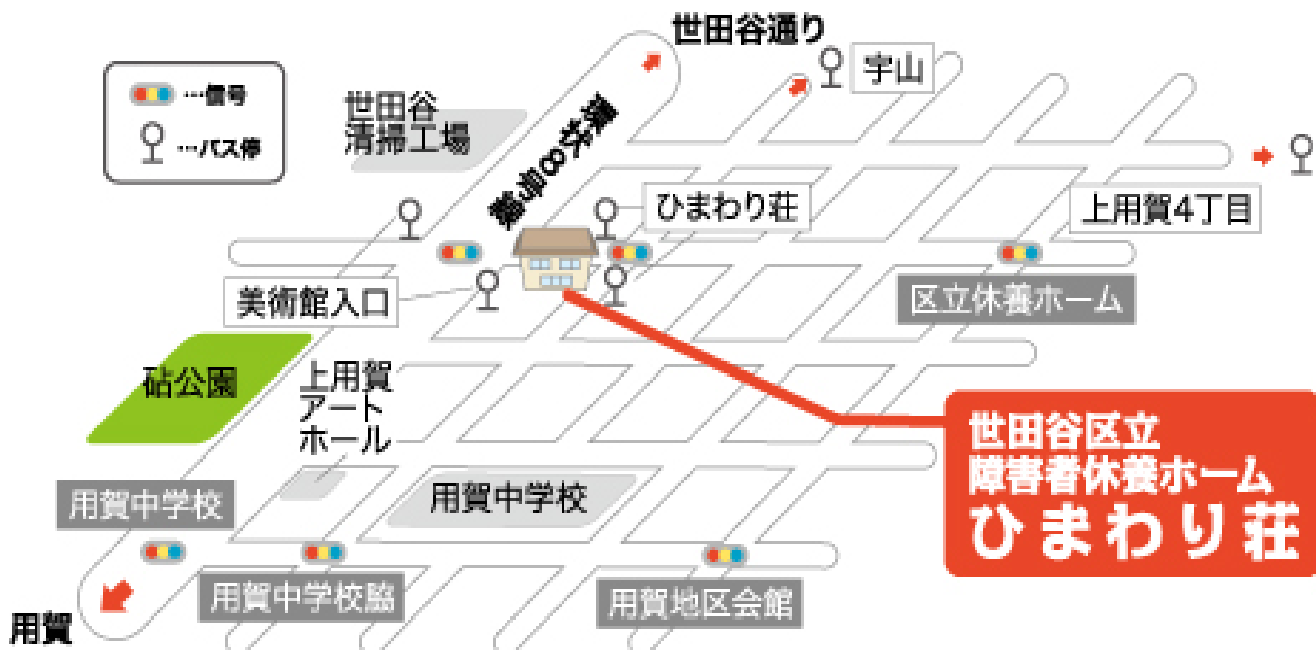 世田谷通り
宇山
…信号
…バス停
世田谷
清掃工場
環状8号線
ひまわり荘
上用賀4丁目
美術館入口
区立休養ホーム
砧公園
上用賀
アート
ホール
世田谷区立
障害者休養ホーム
ひまわり荘
用賀中学校
用賀中学校
用賀中学校脇
用賀地区会館
用賀